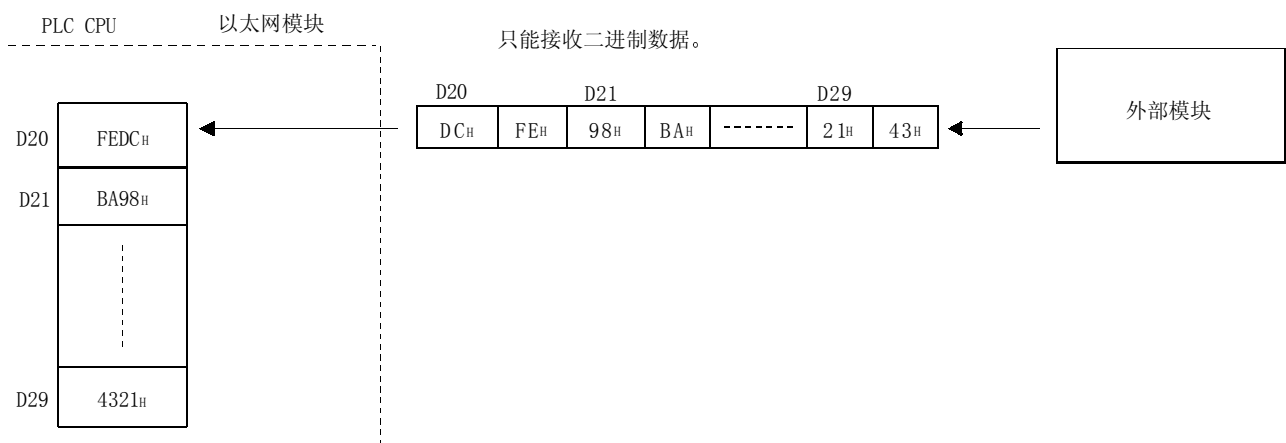 PLC CPU 以太网模块
只能接收二进制数据。
D20 D21 D29
DCH FEH 98H BAH 21H 43H
外部模块
D20 FEDCH
D21 BA98H
D29 4321H